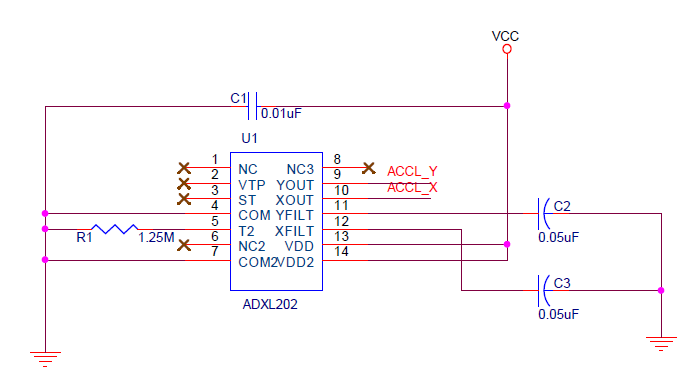 VCC
C1
0.01uF
U1
1 NC NC3 8
2 VTP YOUT 9 ACCL_Y
3 ST XOUT 10 ACCL_X
4 COM YFILT 11 C2
5 T2 XFILT 12
R1 1.25M 0.05uF
6 NC2 VDD 13
7 COM2 VDD2 14
C3
ADXL202 0.05uF